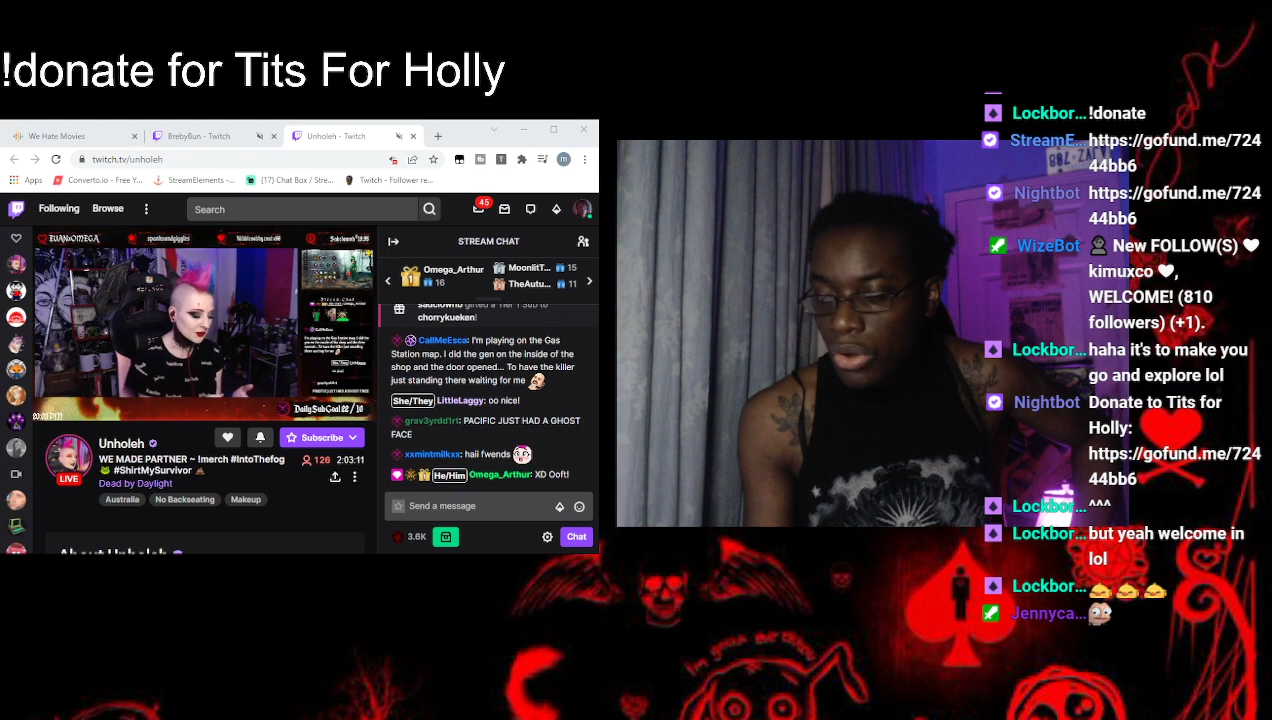 !donate for Tits For Holly
We Hate Movies
BrebyBun - Twitch
Unholeh - Twitch
twitch.tv/unholeh
Apps
Converto.io - Free Y...
StreamElements -...
(17) Chat Box / Stre...
Twitch - Follower re...
Following
Browse
Search
45
EVANXOMEGA
spanksandgiggles
STREAM CHAT
Omega_Arthur
16
MoonlitT... 15
TheAutu... 11
chorrykueken!
CallMeEsca: I'm playing on the Gas
Station map. I did the gen on the inside of the
shop and the door opened... To have the killer
just standing there waiting for me
She/They LittleLaggy: oo nice!
grav3yrdd1rt: PACIFIC JUST HAD A GHOST
FACE
xxmintmilkxx: haii fwends
He/Him Omega_Arthur: XD Ooft!
Send a message
3.6K
Chat
Daily Sub Goal 22 / 10
Unholeh
Subscribe
WE MADE PARTNER ~ !merch #IntoThefog
#ShirtMySurvivor
126 2:03:11
LIVE
Dead by Daylight
Australia No Backseating Makeup
About Unholeh
Lockbor... !donate
StreamE... https://gofund.me/724
44bb6
Nightbot https://gofund.me/724
44bb6
WizeBot New FOLLOW(S)
kimuxco ,
WELCOME! (810
followers) (+1).
Lockbor... haha it's to make you
go and explore lol
Nightbot Donate to Tits for
Holly:
https://gofund.me/724
44bb6
Lockbor... ^^^
Lockbor... but yeah welcome in
lol
Lockbor...
Jennyca...